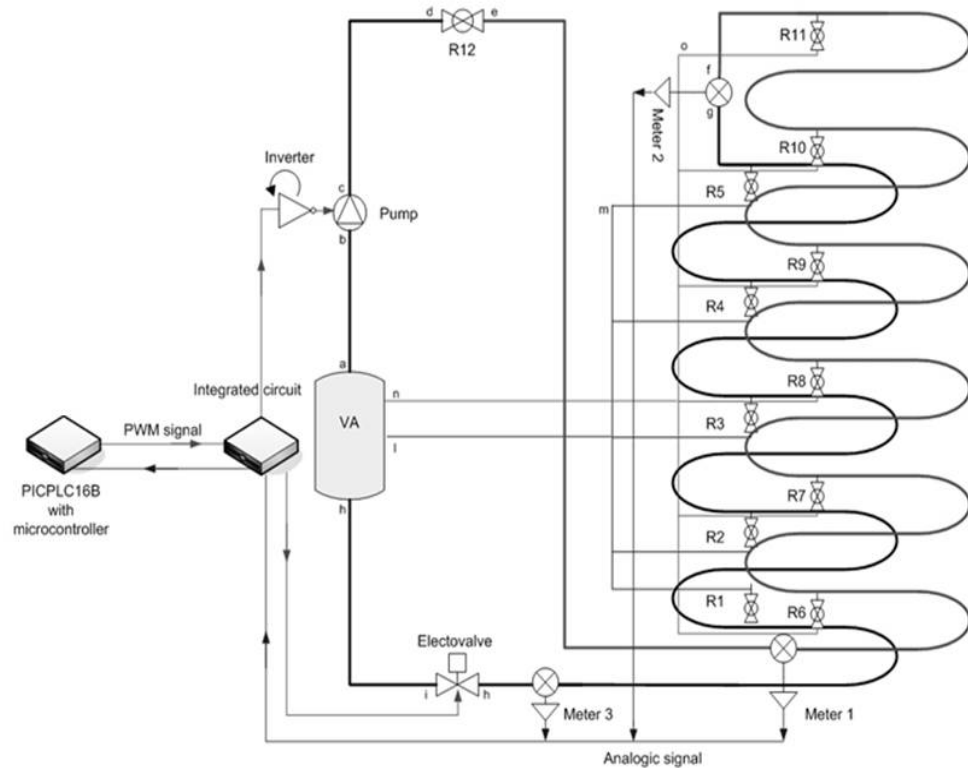 d
e
R12
o
R11
f
g
Meter 2
R10
Inverter
R5
c
Pump
m
b
R9
R4
a
R8
Integrated circuit
n
VA
R3
PWM signal
l
PICPLC16B
with
microcontroller
R7
h
R2
R1
R6
Electovalve
i
h
Meter 3
Meter 1
Analogic signal